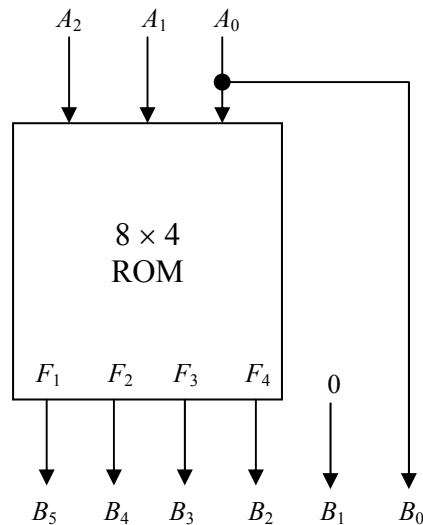 A₂ A₁ A₀
8 × 4
ROM
F₁ F₂ F₃ F₄
0
B₅ B₄ B₃ B₂ B₁ B₀